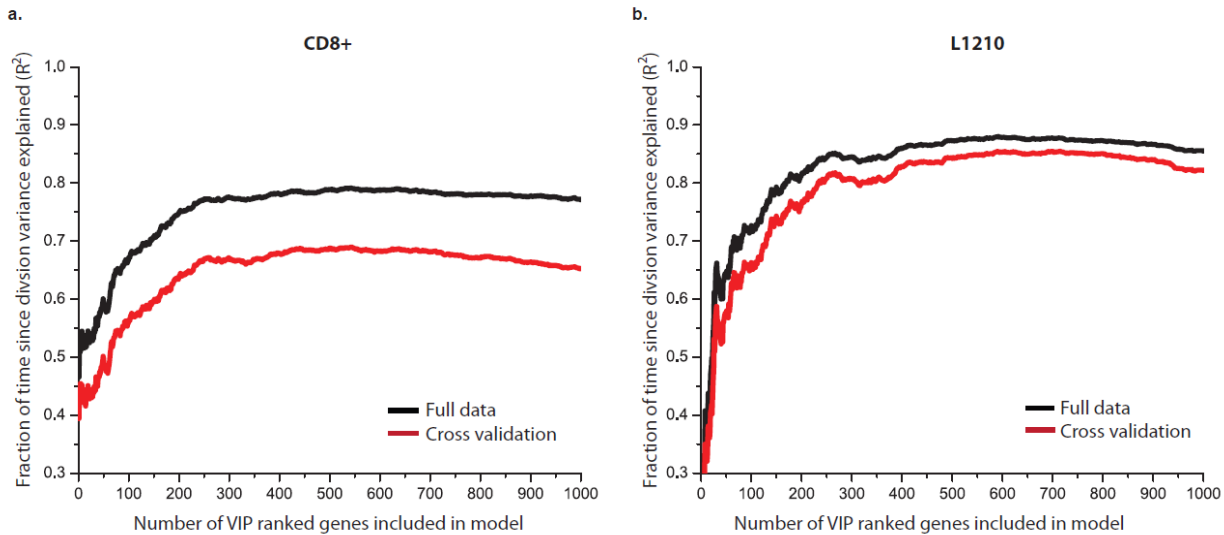 a.
CD8+
Fraction of time since divsion variance explained (R²)
1.0
0.9
0.8
0.7
0.6
0.5
0.4
0.3
0 100 200 300 400 500 600 700 800 900 1000
Number of VIP ranked genes included in model
Full data
Cross validation
b.
L1210
Fraction of time since divsion variance explained (R²)
1.0
0.9
0.8
0.7
0.6
0.5
0.4
0.3
0 100 200 300 400 500 600 700 800 900 1000
Number of VIP ranked genes included in model
Full data
Cross validation